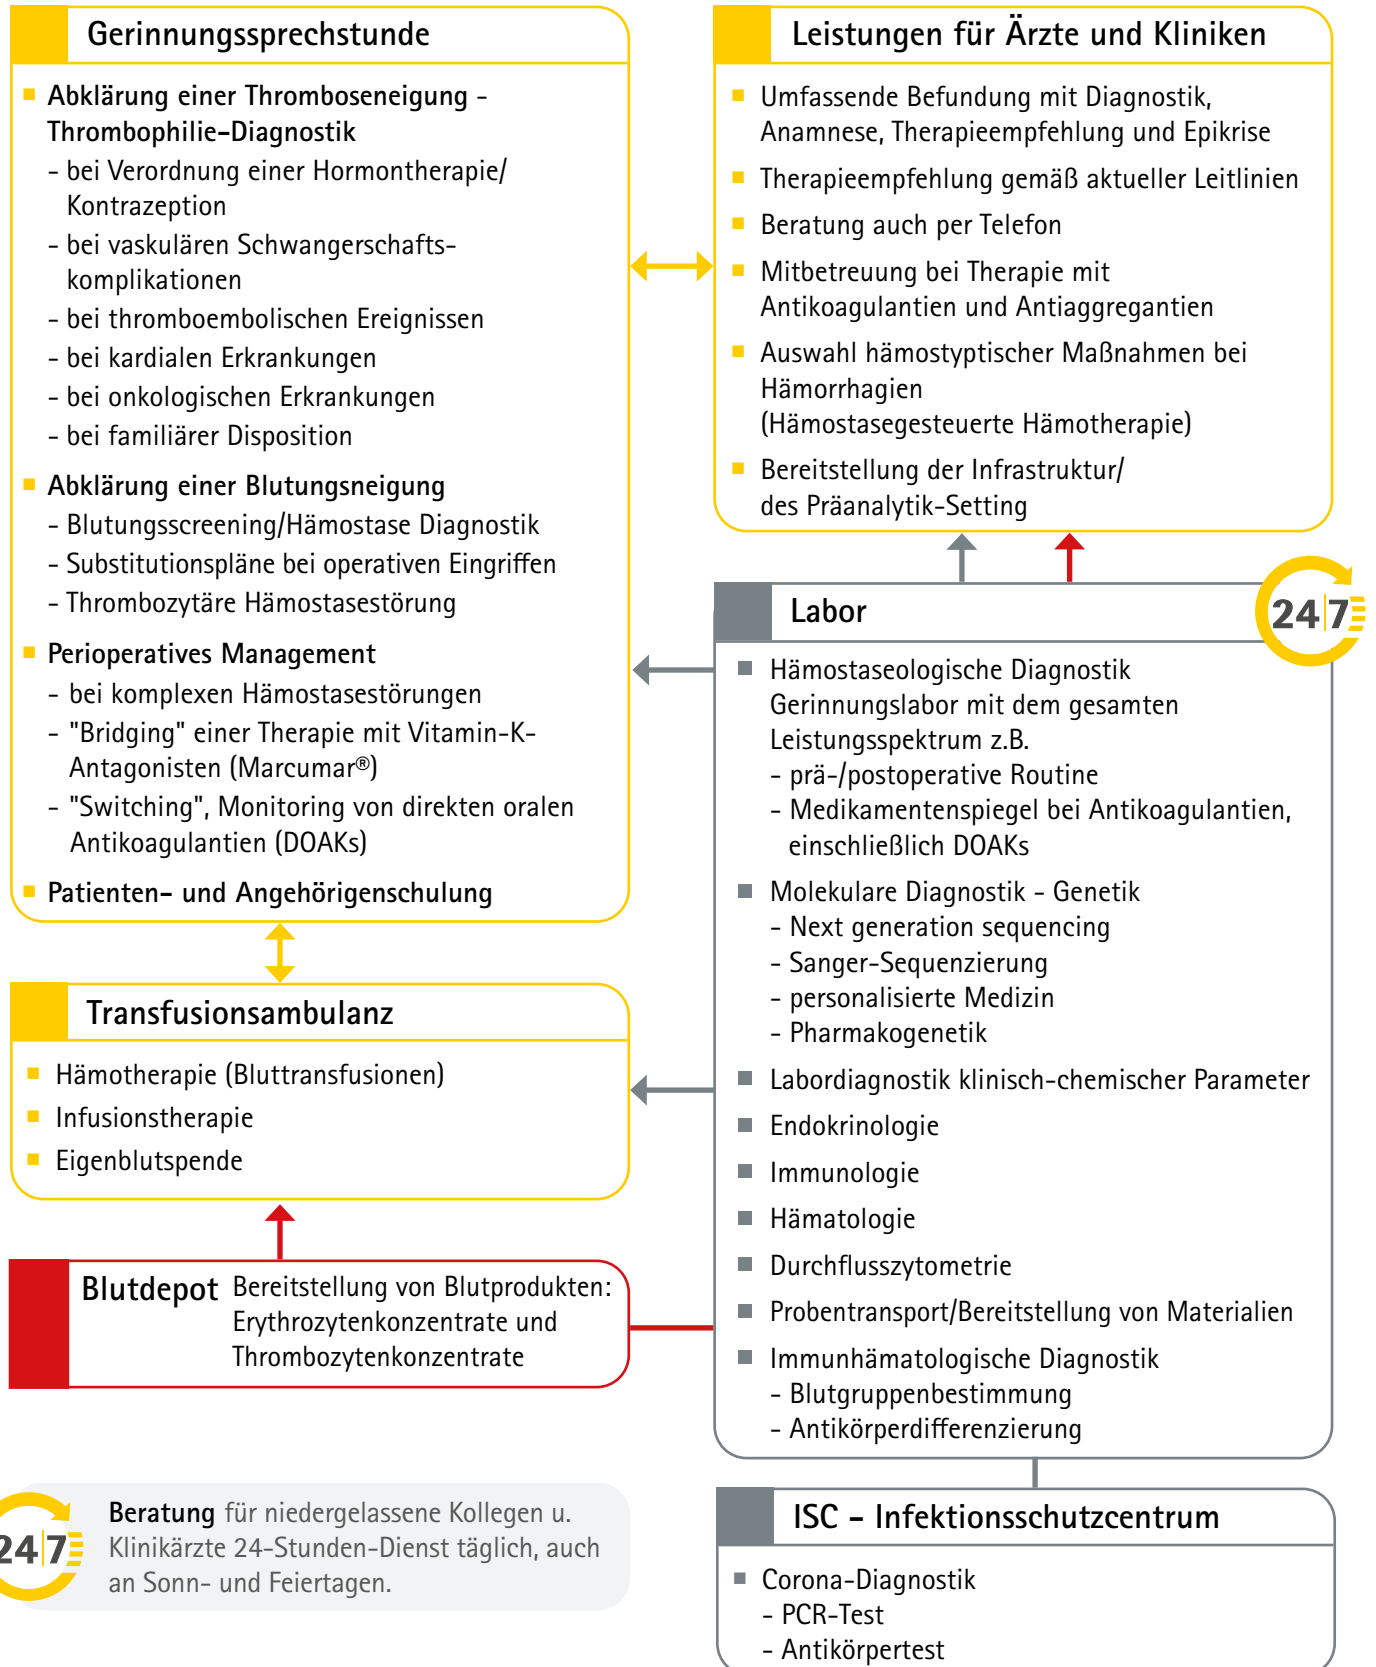 Gerinnungssprechstunde
Abklärung einer Thromboseneigung -
Thrombophilie-Diagnostik
- bei Verordnung einer Hormontherapie/
Kontrazeption
- bei vaskulären Schwangerschafts-
komplikationen
- bei thromboembolischen Ereignissen
- bei kardialen Erkrankungen
- bei onkologischen Erkrankungen
- bei familiärer Disposition
Abklärung einer Blutungsneigung
- Blutungsscreening/Hämostase Diagnostik
- Substitutionspläne bei operativen Eingriffen
- Thrombozytäre Hämostasestörung
Perioperatives Management
- bei komplexen Hämostasestörungen
- "Bridging" einer Therapie mit Vitamin-K-
Antagonisten (Marcumar®)
- "Switching", Monitoring von direkten oralen
Antikoagulantien (DOAKs)
Patienten- und Angehörigenschulung
Leistungen für Ärzte und Kliniken
Umfassende Befundung mit Diagnostik,
Anamnese, Therapieempfehlung und Epikrise
Therapieempfehlung gemäß aktueller Leitlinien
Beratung auch per Telefon
Mitbetreuung bei Therapie mit
Antikoagulantien und Antiaggregantien
Auswahl hämostyptischer Maßnahmen bei
Hämorrhagien
(Hämostasegesteuerte Hämotherapie)
Bereitstellung der Infrastruktur/
des Präanalytik-Setting
Labor
24|7
Hämostaseologische Diagnostik
Gerinnungslabor mit dem gesamten
Leistungsspektrum z.B.
- prä-/postoperative Routine
- Medikamentenspiegel bei Antikoagulantien,
einschließlich DOAKs
Molekulare Diagnostik - Genetik
- Next generation sequencing
- Sanger-Sequenzierung
- personalisierte Medizin
- Pharmakogenetik
Labordiagnostik klinisch-chemischer Parameter
Endokrinologie
Immunologie
Hämatologie
Durchflusszytometrie
Probentransport/Bereitstellung von Materialien
Immunhämatologische Diagnostik
- Blutgruppenbestimmung
- Antikörperdifferenzierung
Transfusionsambulanz
Hämotherapie (Bluttransfusionen)
Infusionstherapie
Eigenblutspende
Blutdepot Bereitstellung von Blutprodukten:
Erythrozytenkonzentrate und
Thrombozytenkonzentrate
24|7
Beratung für niedergelassene Kollegen u.
Klinikärzte 24-Stunden-Dienst täglich, auch
an Sonn- und Feiertagen.
ISC - Infektionsschutzcentrum
Corona-Diagnostik
- PCR-Test
- Antikörpertest